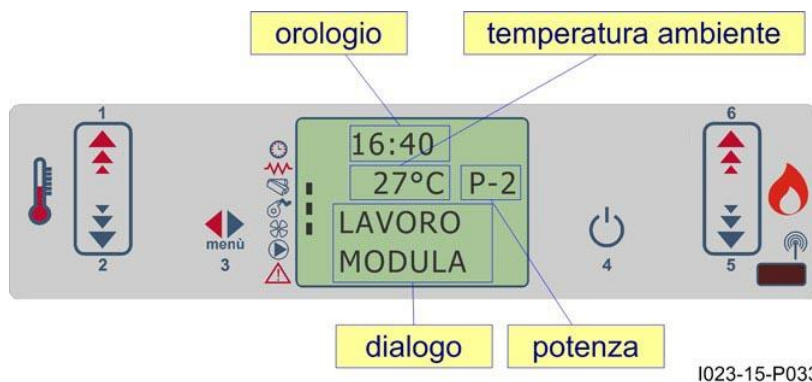 orologio
temperatura ambiente
1
6
16:40
27°C
P-2
LAVORO
MODULA
menù
2
3
4
5
dialogo
potenza
I023-15-P033